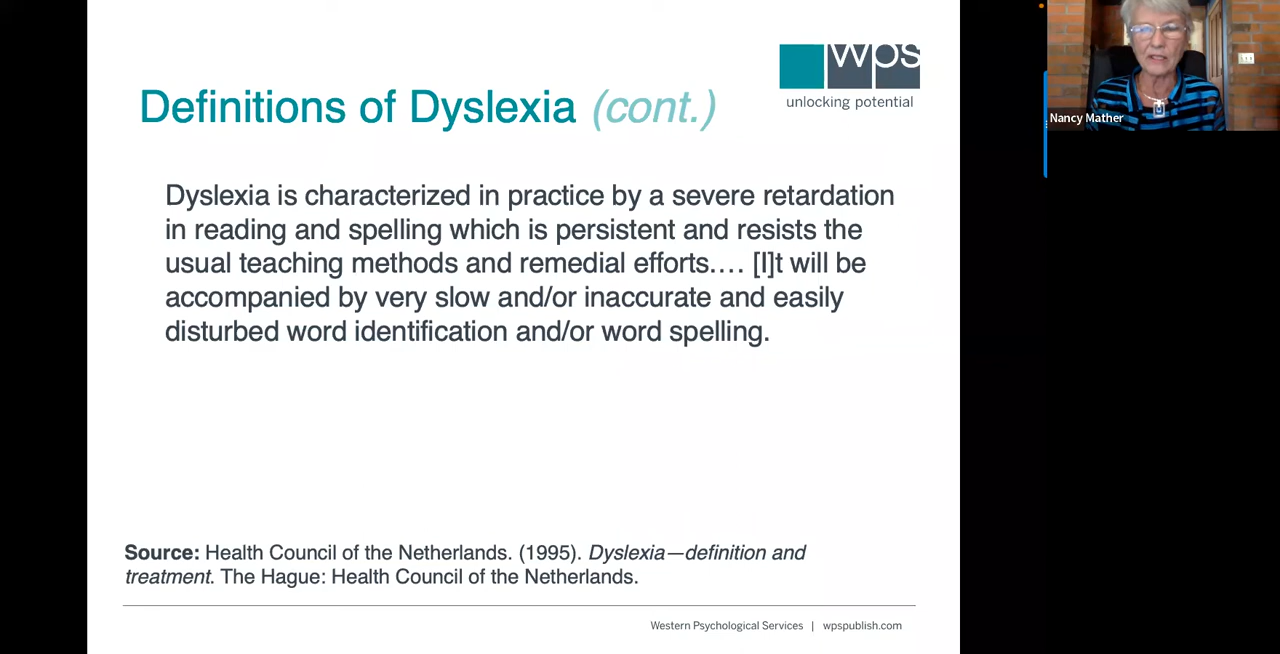 wps
unlocking potential
Definitions of Dyslexia (cont.)
Dyslexia is characterized in practice by a severe retardation
in reading and spelling which is persistent and resists the
usual teaching methods and remedial efforts.... [I]t will be
accompanied by very slow and/or inaccurate and easily
disturbed word identification and/or word spelling.
Source: Health Council of the Netherlands. (1995). Dyslexia—definition and
treatment. The Hague: Health Council of the Netherlands.
Western Psychological Services | wpspublish.com
Nancy Mather